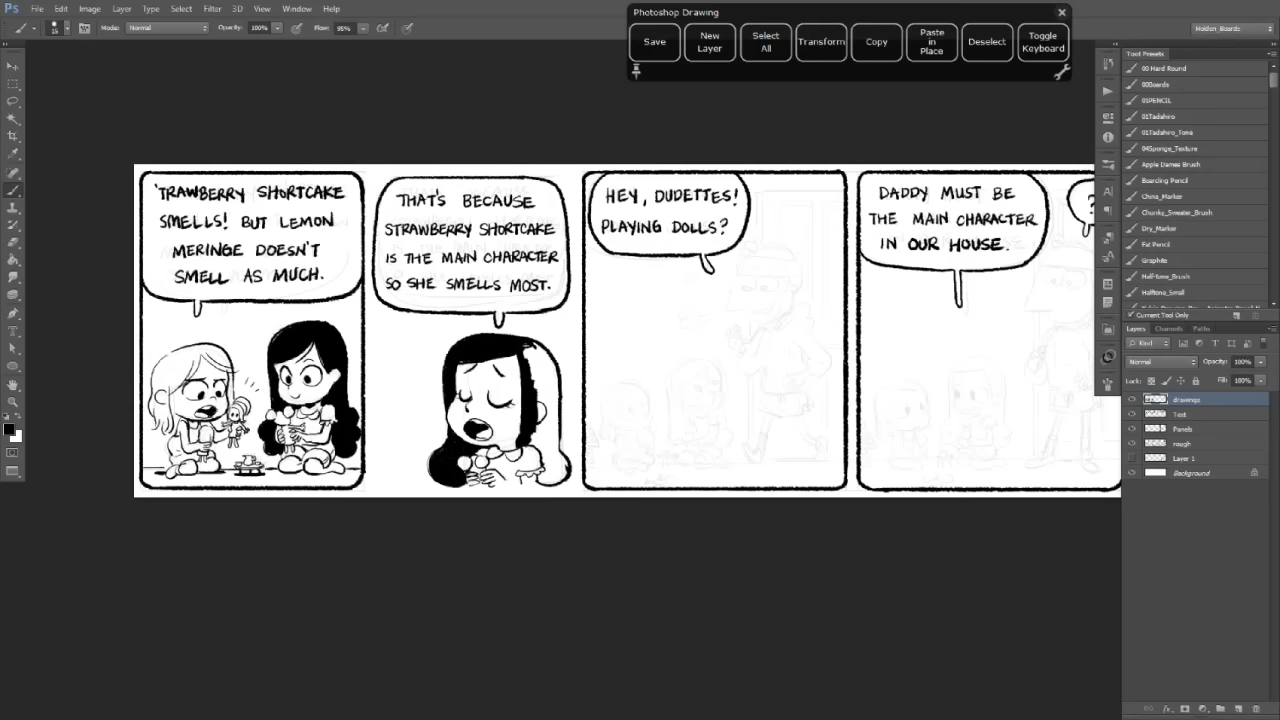 Ps File Edit Image Layer Type Select Filter 3D View Window Help
15 Mode: Normal Opacity: 100% Flow: 95%
Photoshop Drawing
Save
New Layer
Select All
Transform
Copy
Paste in Place
Deselect
Toggle Keyboard
Maiden_Boards
Tool Presets
00 Hard Round
00Boards
01PENCIL
01Tadahiro
01Tadahiro_Tone
04Sponge_Texture
Apple Dames Brush
Boarding Pencil
China_Marker
Chunky_Sweater_Brush
Dry_Marker
Fat Pencil
Graphite
Half-tone_Brush
Halftone_Small
Current Tool Only
Layers Channels Paths
Kind
Normal Opacity: 100%
Lock: Fill: 100%
drawings
Text
Panels
rough
Layer 1
Background
'TRAWBERRY SHORTCAKE
SMELLS! BUT LEMON
MERINGE DOESN'T
SMELL AS MUCH.
THAT'S BECAUSE
STRAWBERRY SHORTCAKE
IS THE MAIN CHARACTER
SO SHE SMELLS MOST.
HEY, DUDETTES!
PLAYING DOLLS?
DADDY MUST BE
THE MAIN CHARACTER
IN OUR HOUSE.
?